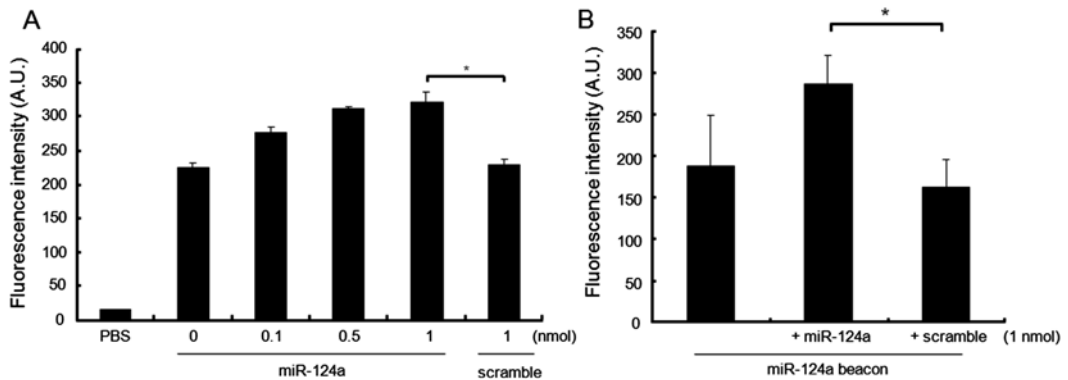 A
Fluorescence intensity (A.U.)
400
350
300
250
200
150
100
50
0
*
PBS 0 0.1 0.5 1 1 (nmol)
miR-124a scramble
B
Fluorescence intensity (A.U.)
350
300
250
200
150
100
50
0
*
+ miR-124a + scramble (1 nmol)
miR-124a beacon